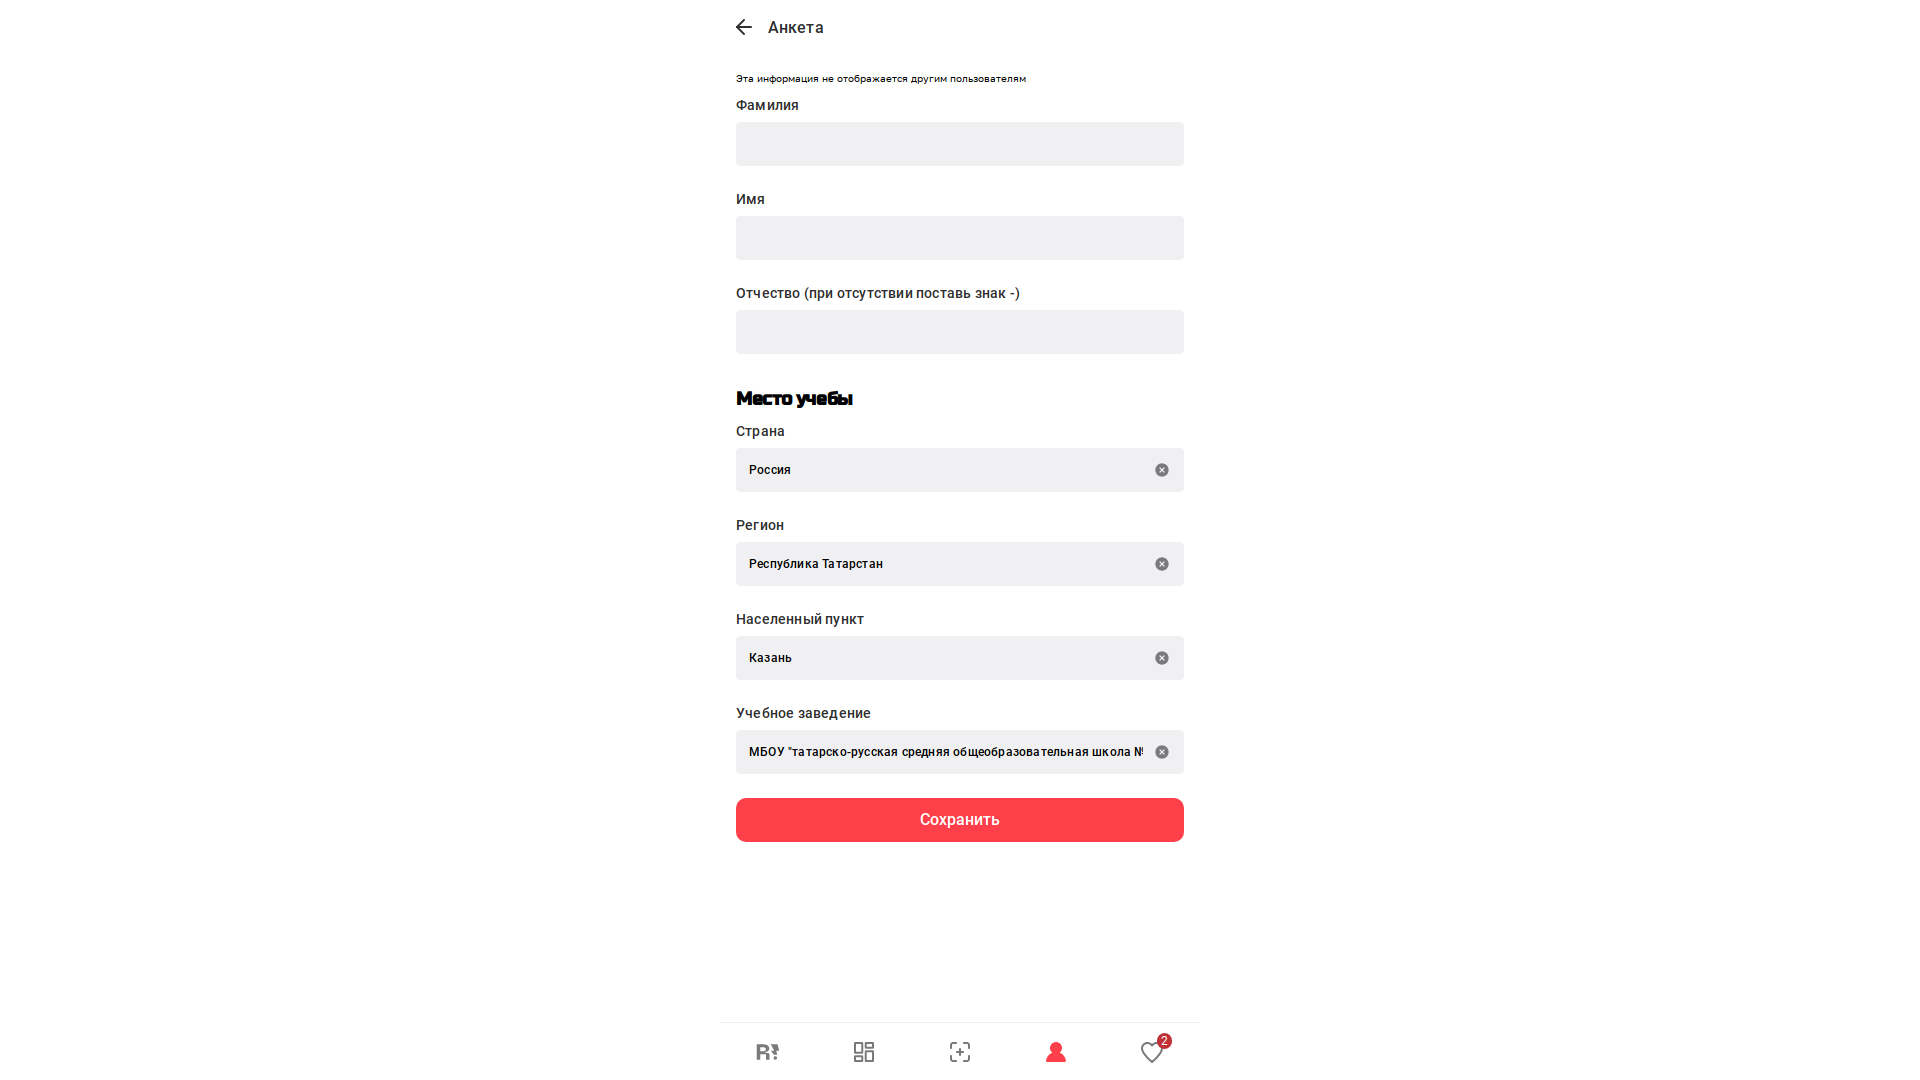 Анкета
Эта информация не отображается другим пользователям
Фамилия
Имя
Отчество (при отсутствии поставь знак -)
Место учебы
Страна
Россия
Регион
Республика Татарстан
Населенный пункт
Казань
Учебное заведение
МБОУ "татарско-русская средняя общеобразовательная школа №
Сохранить
2